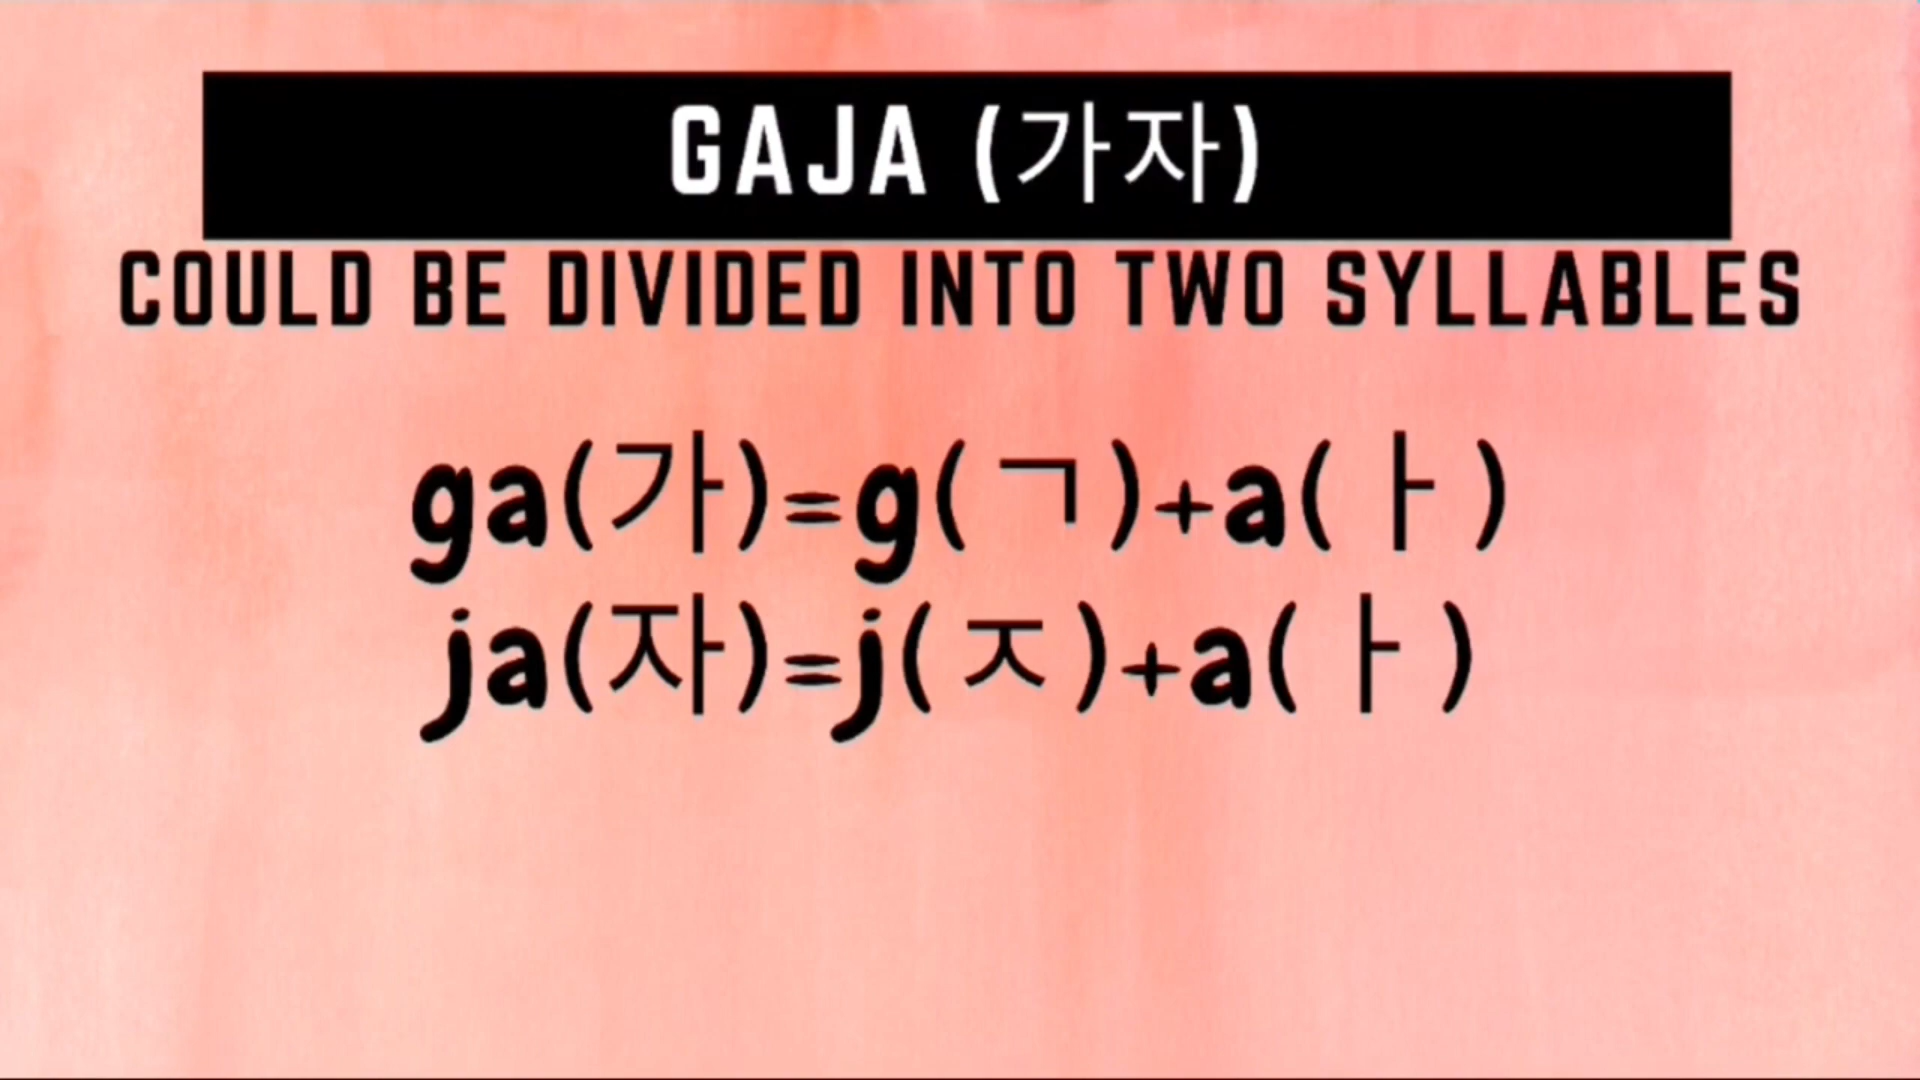 GAJA (가자)
COULD BE DIVIDED INTO TWO SYLLABLES
ga(가)=g(ㄱ)+a(ㅏ)
ja(자)=j(ㅈ)+a(ㅏ)